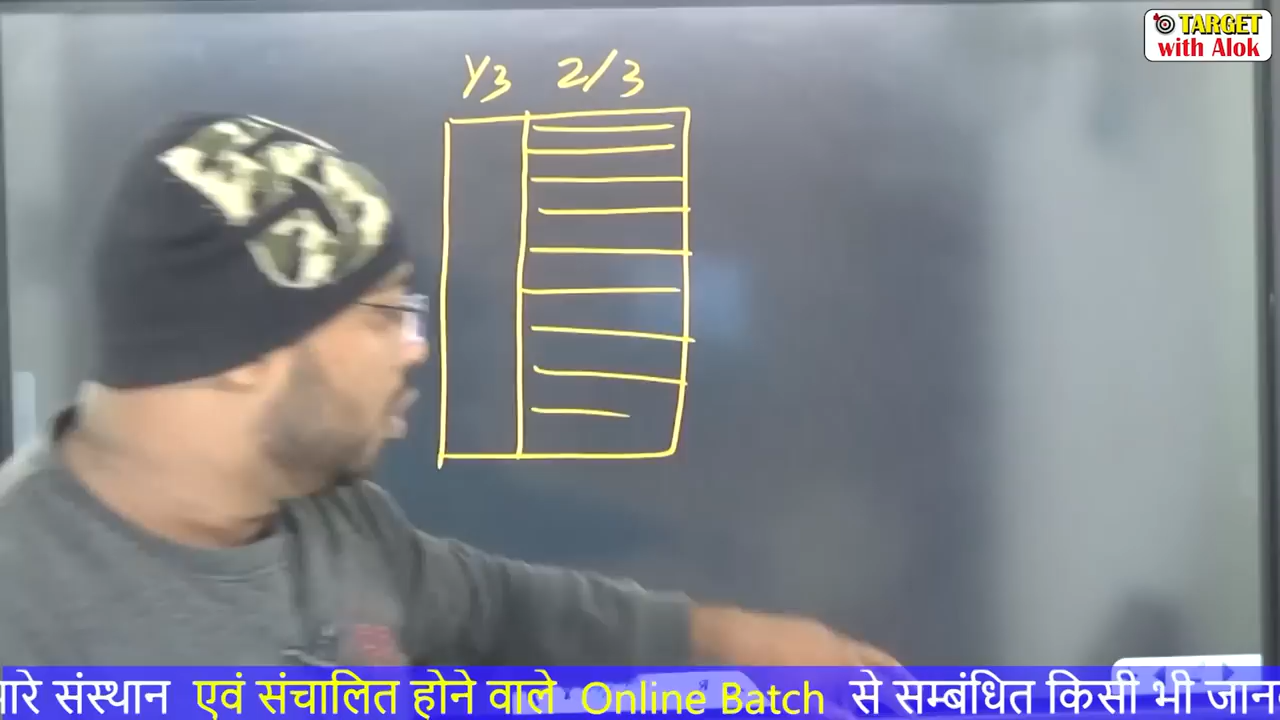 TARGET
with Alok
1/3 2/3
संस्थान एवं संचालित होने वाले Online Batch से सम्बंधित किसी भी